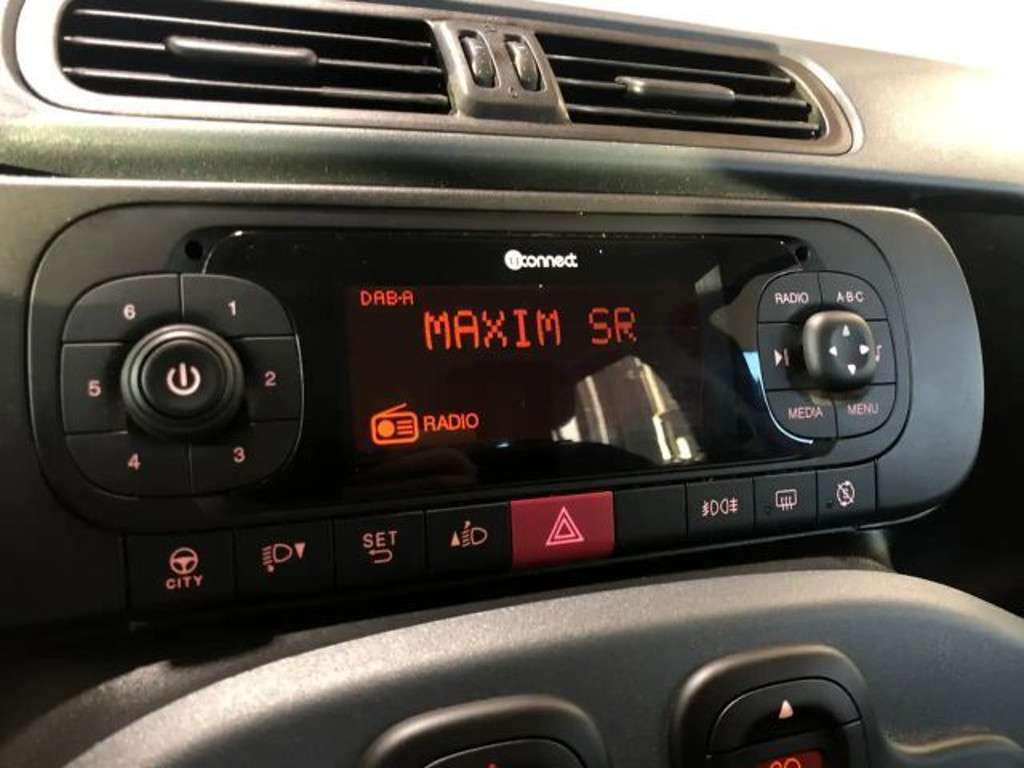 uconnect
DAB-A
MAXIM SR
RADIO
6
1
5
2
4
3
RADIO
A·B·C
MEDIA
MENU
CITY
SET